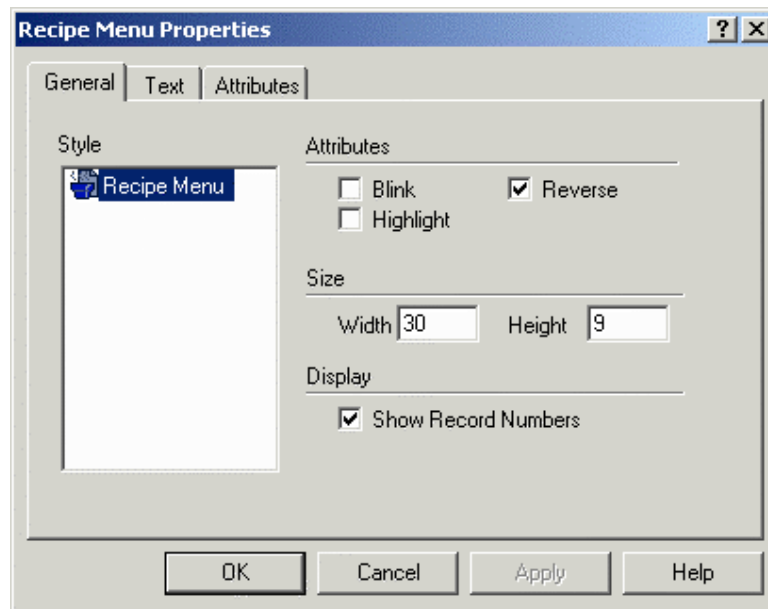 Recipe Menu Properties
General Text Attributes
Style
Recipe Menu
Attributes
Blink Reverse
Highlight
Size
Width 30 Height 9
Display
Show Record Numbers
OK Cancel Apply Help